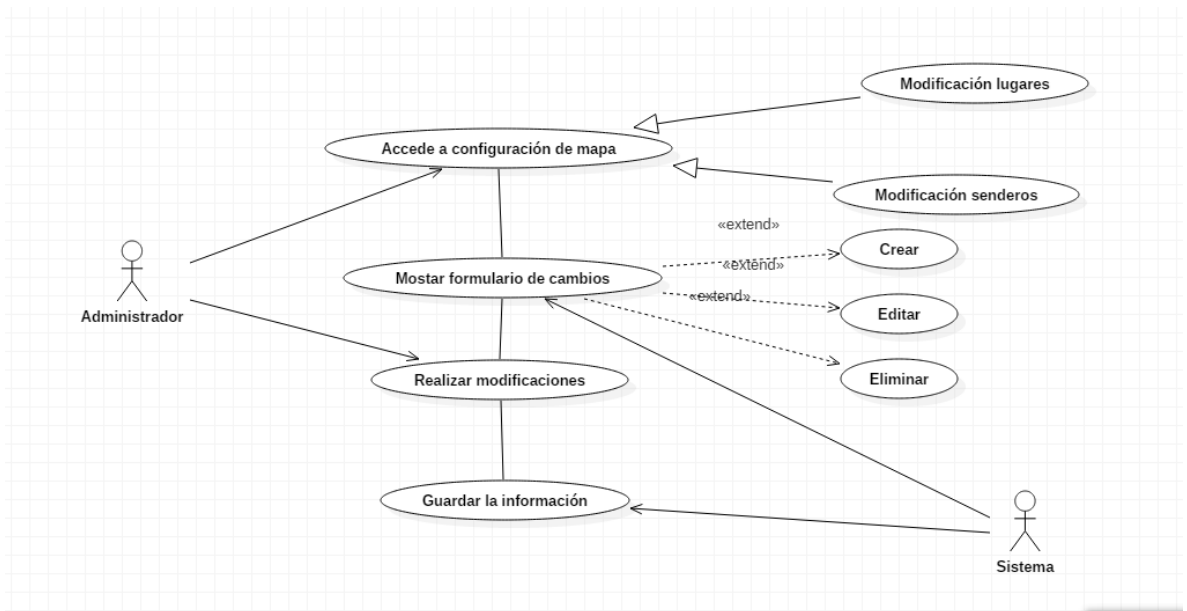 Modificación lugares
Accede a configuración de mapa
Modificación senderos
«extend»
Crear
«extend»
Mostar formulario de cambios
«extend»
Editar
Administrador
Eliminar
Realizar modificaciones
Guardar la información
Sistema